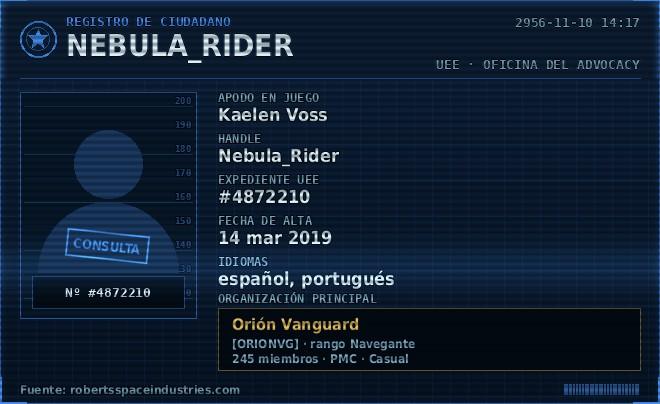 REGISTRO DE CIUDADANO
NEBULA_RIDER
2956-11-10 14:17
UEE · OFICINA DEL ADVOCACY
200
190
180
170
160
150
140
130
CONSULTA
Nº #4872210
APODO EN JUEGO
Kaelen Voss
HANDLE
Nebula_Rider
EXPEDIENTE UEE
#4872210
FECHA DE ALTA
14 mar 2019
IDIOMAS
español, portugués
ORGANIZACIÓN PRINCIPAL
Orión Vanguard
[ORIONVG] · rango Navegante
245 miembros · PMC · Casual
Fuente: robertsspaceindustries.com